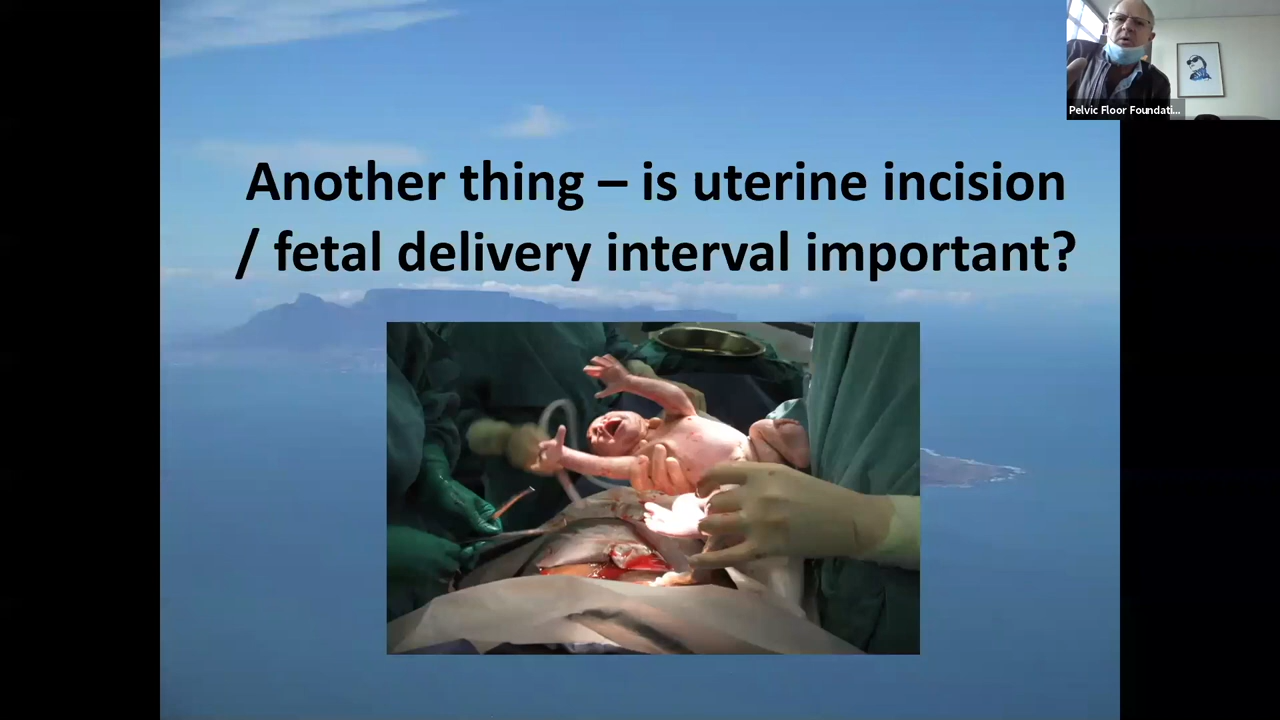 Another thing – is uterine incision
/ fetal delivery interval important?
Pelvic Floor Foundati...